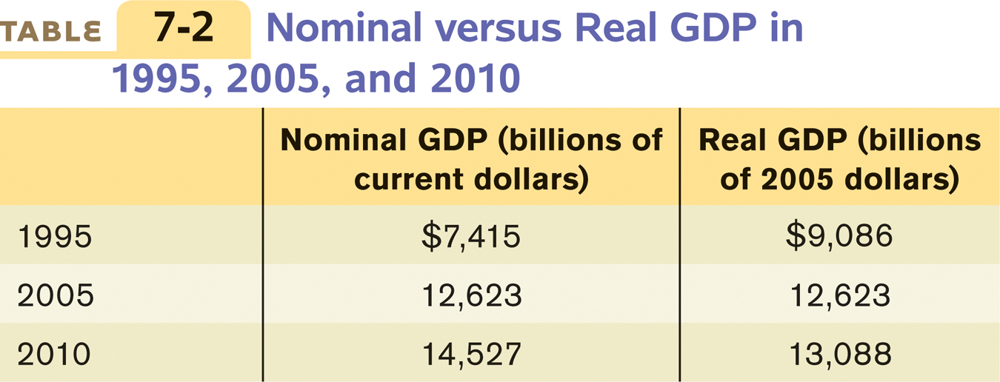 TABLE 7-2 Nominal versus Real GDP in
1995, 2005, and 2010
Nominal GDP (billions of current dollars) Real GDP (billions of 2005 dollars)
1995 $7,415 $9,086
2005 12,623 12,623
2010 14,527 13,088